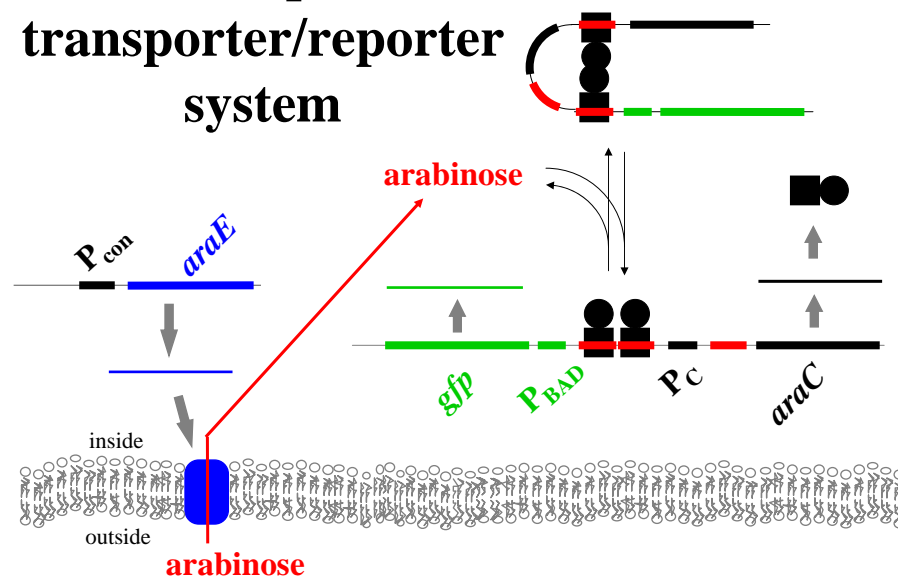 transporter/reporter
system
arabinose
P con
araE
gfp
P BAD
P C
araC
inside
outside
arabinose